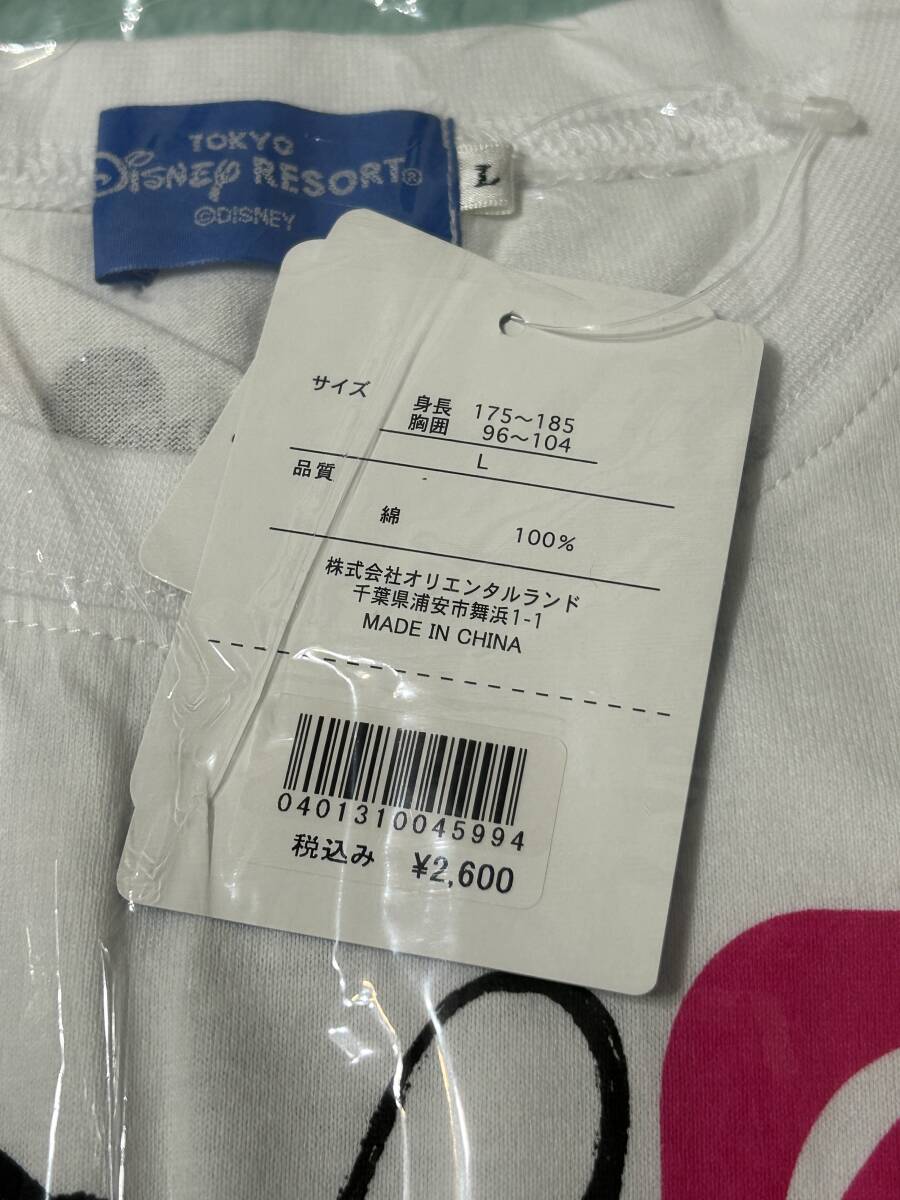 TOKYO
Disney RESORT®
©DISNEY
L
サイズ
身長 175～185
胸囲 96～104
L
品質
綿 100%
株式会社オリエンタルランド
千葉県浦安市舞浜1-1
MADE IN CHINA
0401310045994
税込み ¥2,600